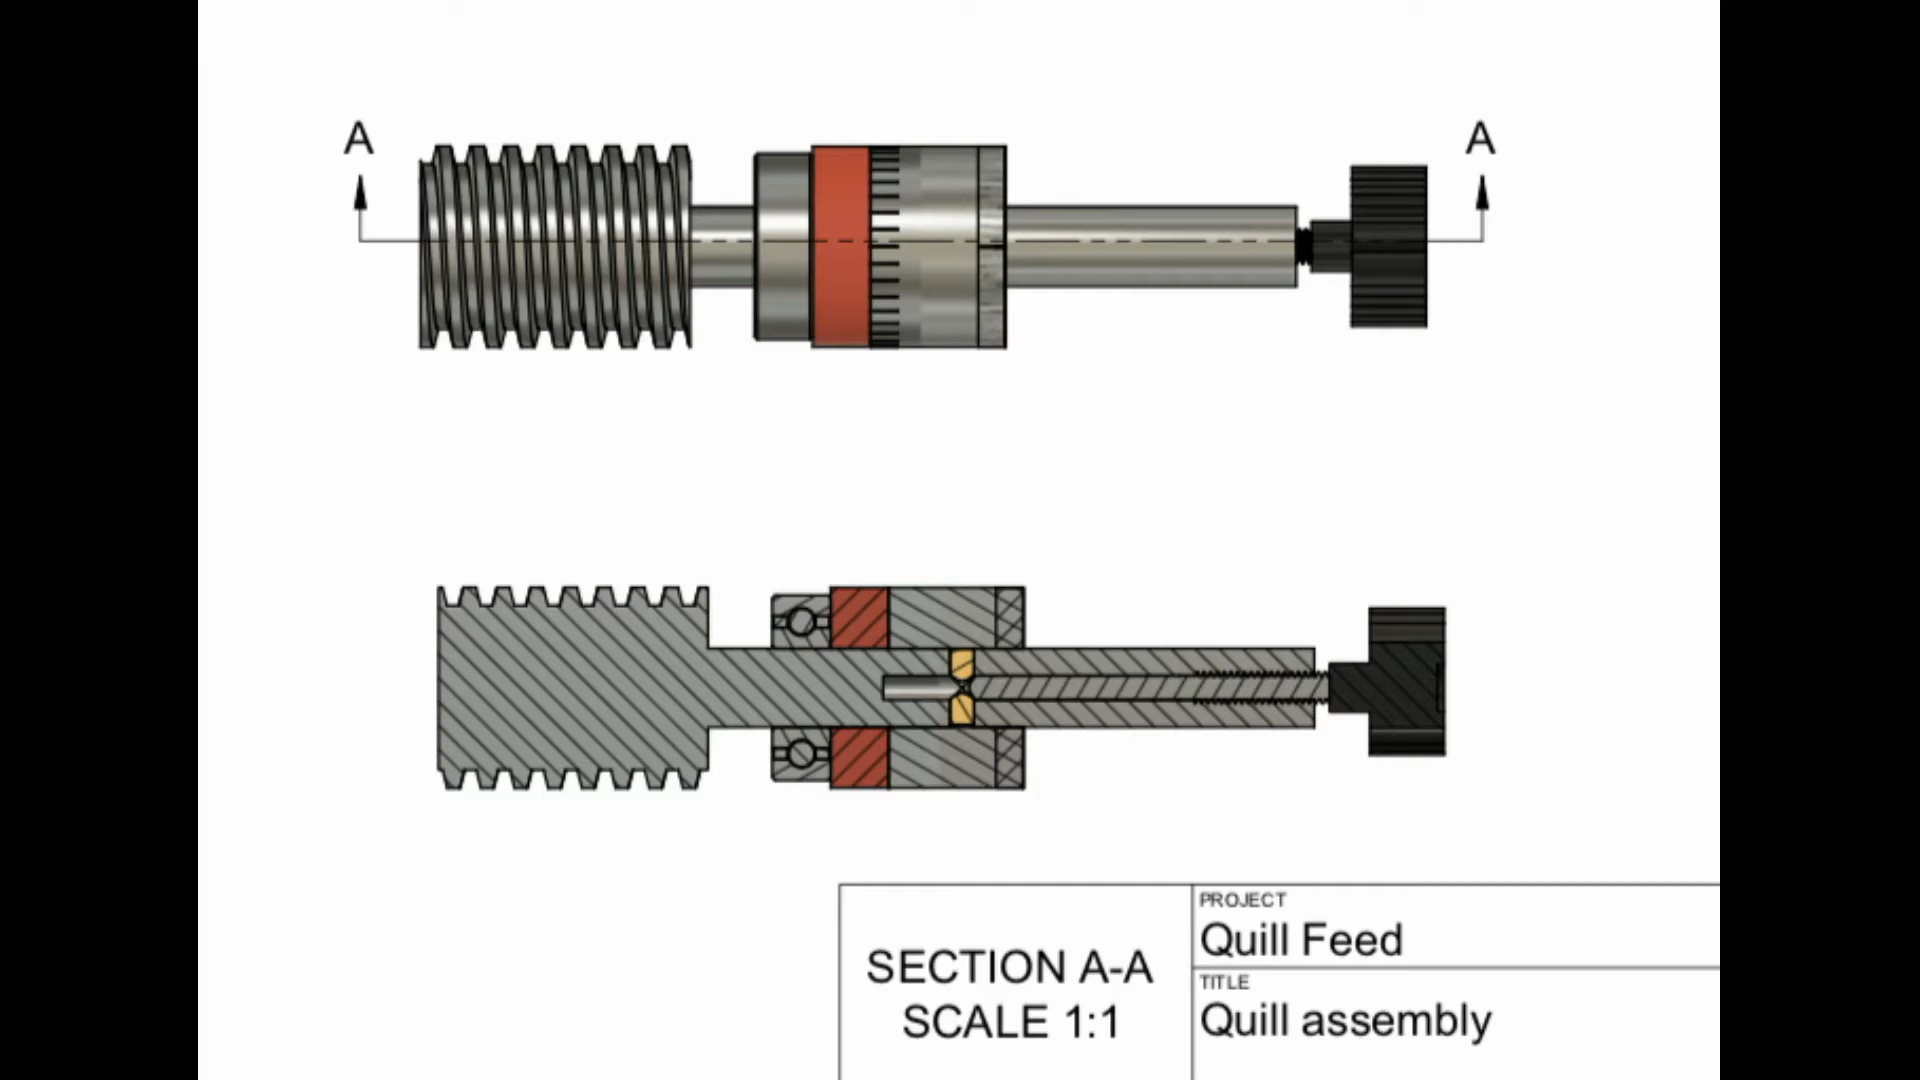 A
A
SECTION A-A
SCALE 1:1
PROJECT
Quill Feed
TITLE
Quill assembly